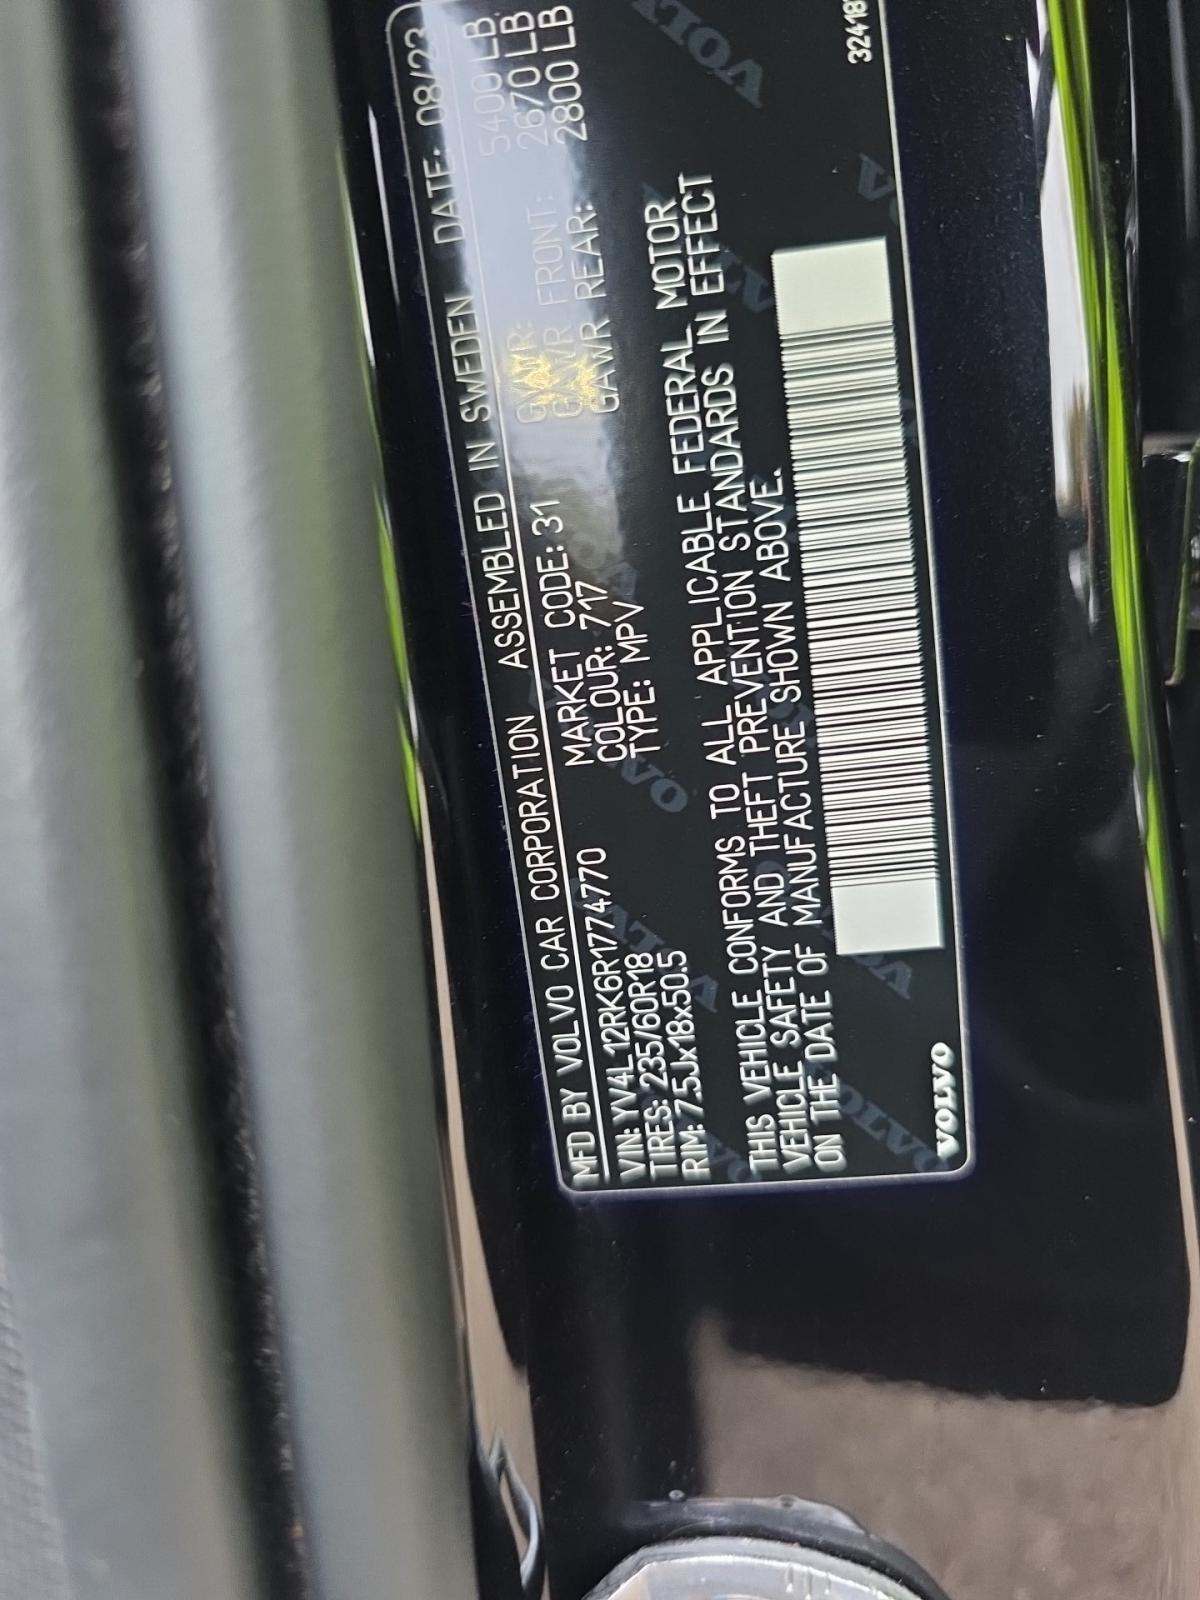 MFD BY VOLVO CAR CORPORATION ASSEMBLED IN SWEDEN DATE: 08/23
VIN: YV4L12RK6R1774770 MARKET CODE: 31 GVWR: 5400 LB
TIRES: 235/60R18 COLOUR: 717 GAWR FRONT: 2670 LB
RIM: 7.5Jx18x50.5 TYPE: MPV GAWR REAR: 2800 LB
THIS VEHICLE CONFORMS TO ALL APPLICABLE FEDERAL MOTOR
VEHICLE SAFETY AND THEFT PREVENTION STANDARDS IN EFFECT
ON THE DATE OF MANUFACTURE SHOWN ABOVE.
VOLVO